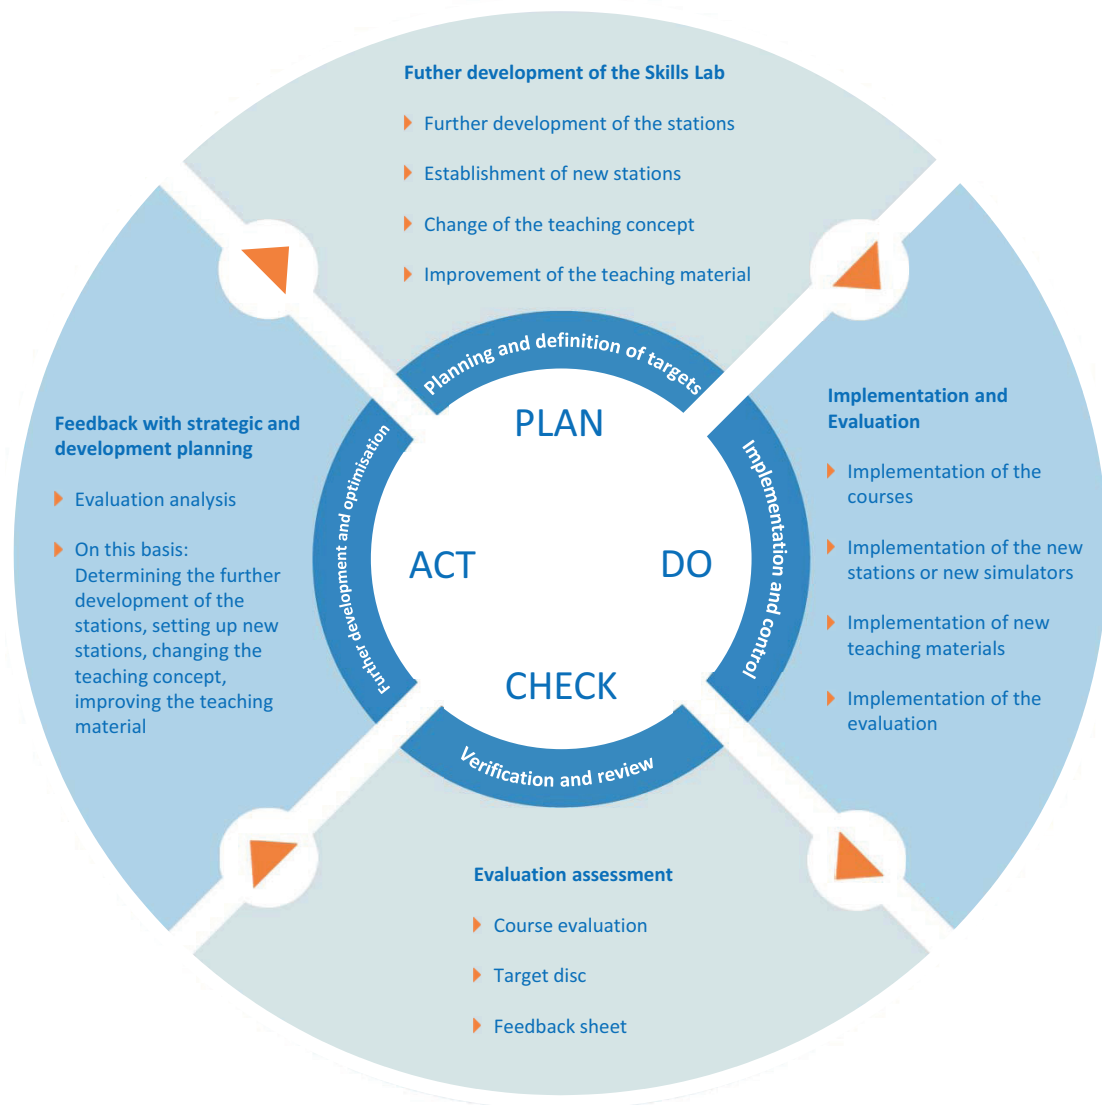 Futher development of the Skills Lab
Further development of the stations
Establishment of new stations
Change of the teaching concept
Improvement of the teaching material
Planning and definition of targets
PLAN
Implementation and
Evaluation
Implementation of the
courses
Implementation of the new
stations or new simulators
Implementation of new
teaching materials
Implementation of the
evaluation
Implementation and control
DO
CHECK
Verification and review
Evaluation assessment
Course evaluation
Target disc
Feedback sheet
Feedback with strategic and
development planning
Evaluation analysis
On this basis:
Determining the further
development of the
stations, setting up new
stations, changing the
teaching concept,
improving the teaching
material
Further development and optimisation
ACT